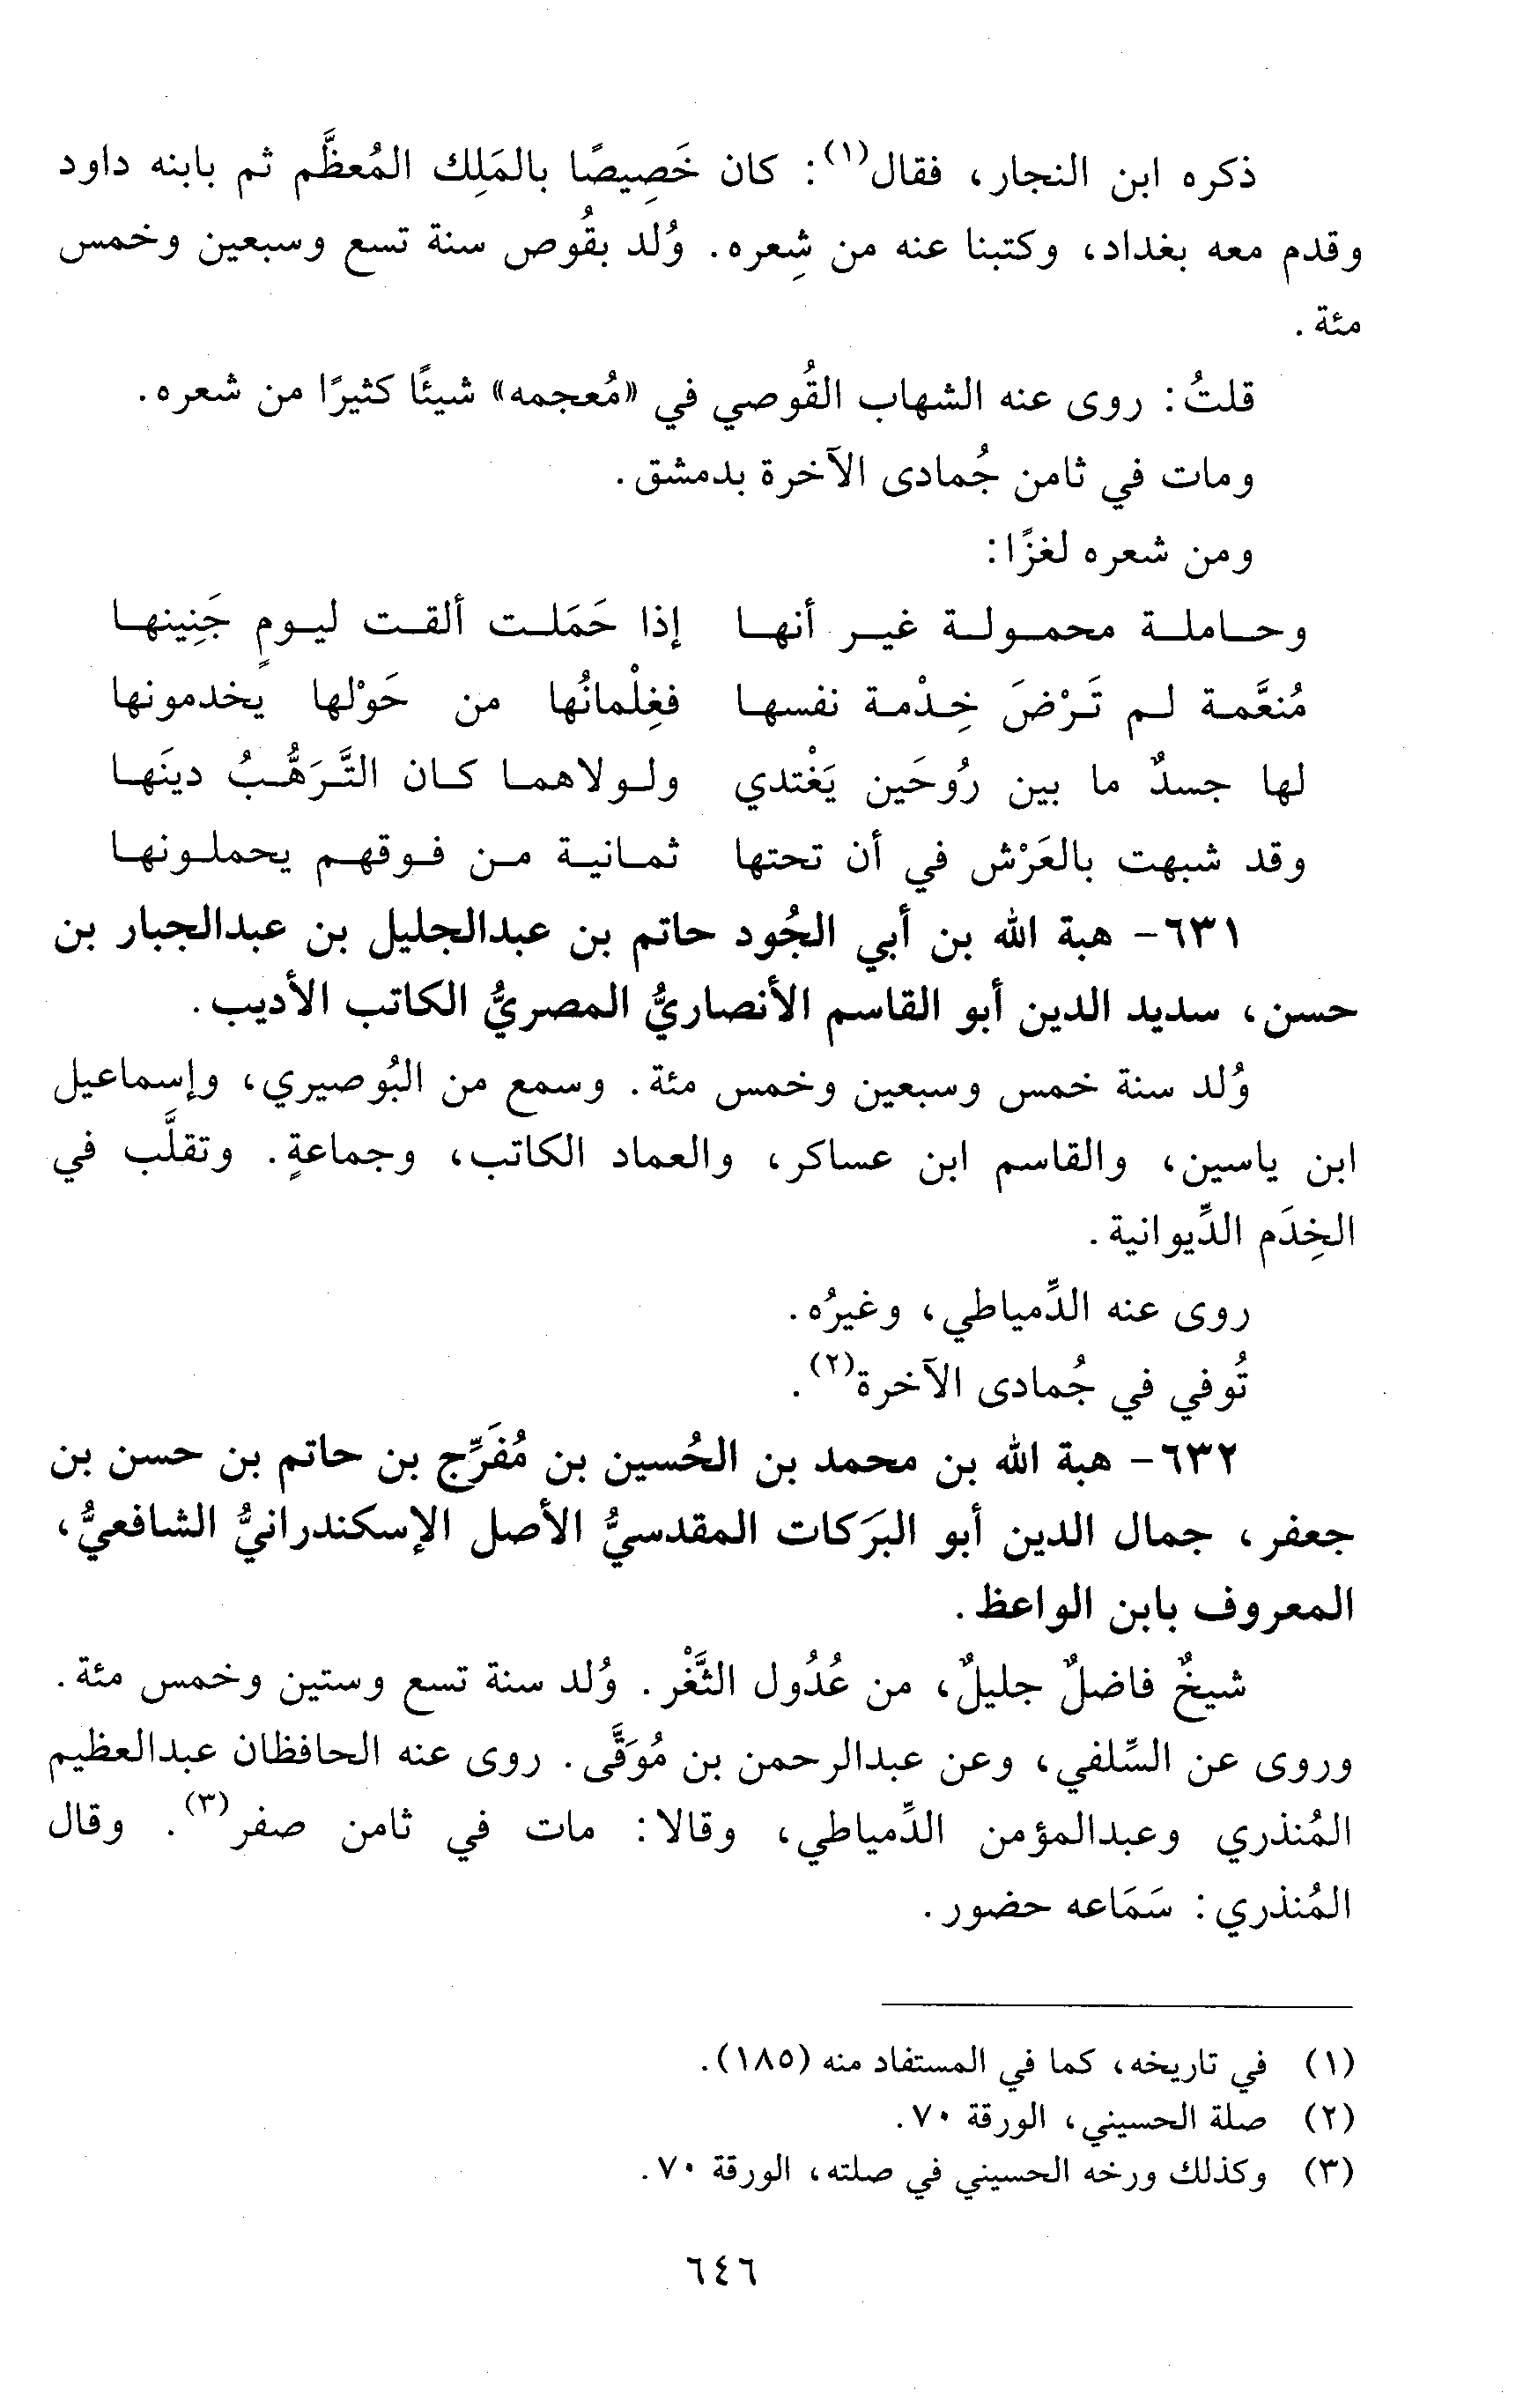 ذكره ابن النجار، فقال(١): كان خَصِيصًا بالمَلِك المُعظَّم ثم بابنه داود
وقدم معه بغداد، وكتبنا عنه من شِعره. وُلد بقُوص سنة تسع وسبعين وخمس
مئة.
قلتُ: روى عنه الشهاب القُوصي في «مُعجمه» شيئًا كثيرًا من شعره.
ومات في ثامن جُمادى الآخرة بدمشق.
ومن شعره لغزًا:
وحاملة محمولة غير أنها إذا حَمَلت ألقت ليومٍ جَنِينها
مُنعَّمة لم تَرْضَ خِدْمة نفسها فغِلْمانُها من حَوْلها يخدمونها
لها جسدٌ ما بين رُوحَين يَغْتدي ولولاهما كان التَّرَهُّبُ دينَها
وقد شبهت بالعَرْش في أن تحتها ثمانية من فوقهم يحملونها
٦٣١- هبة الله بن أبي الجُود حاتم بن عبدالجليل بن عبدالجبار بن
حسن، سديد الدين أبو القاسم الأنصاريُّ المصريُّ الكاتب الأديب.
وُلد سنة خمس وسبعين وخمس مئة. وسمع من البُوصيري، وإسماعيل
ابن ياسين، والقاسم ابن عساكر، والعماد الكاتب، وجماعةٍ. وتقلَّب في
الخِدَم الدِّيوانية.
روى عنه الدِّمياطي، وغيرُه.
تُوفي في جُمادى الآخرة(٢).
٦٣٢- هبة الله بن محمد بن الحُسين بن مُفَرِّج بن حاتم بن حسن بن
جعفر، جمال الدين أبو البَركات المقدسيُّ الأصل الإسكندرانيُّ الشافعيُّ،
المعروف بابن الواعظ.
شيخٌ فاضلٌ جليلٌ، من عُدُول الثَّغْر. وُلد سنة تسع وستين وخمس مئة.
وروى عن السِّلفي، وعن عبدالرحمن بن مُوَقَّى. روى عنه الحافظان عبدالعظيم
المُنذري وعبدالمؤمن الدِّمياطي، وقالا: مات في ثامن صفر(٣). وقال
المُنذري: سَمَاعه حضور.
(١) في تاريخه، كما في المستفاد منه (١٨٥).
(٢) صلة الحسيني، الورقة ٧٠.
(٣) وكذلك ورخه الحسيني في صلته، الورقة ٧٠.
٦٤٦